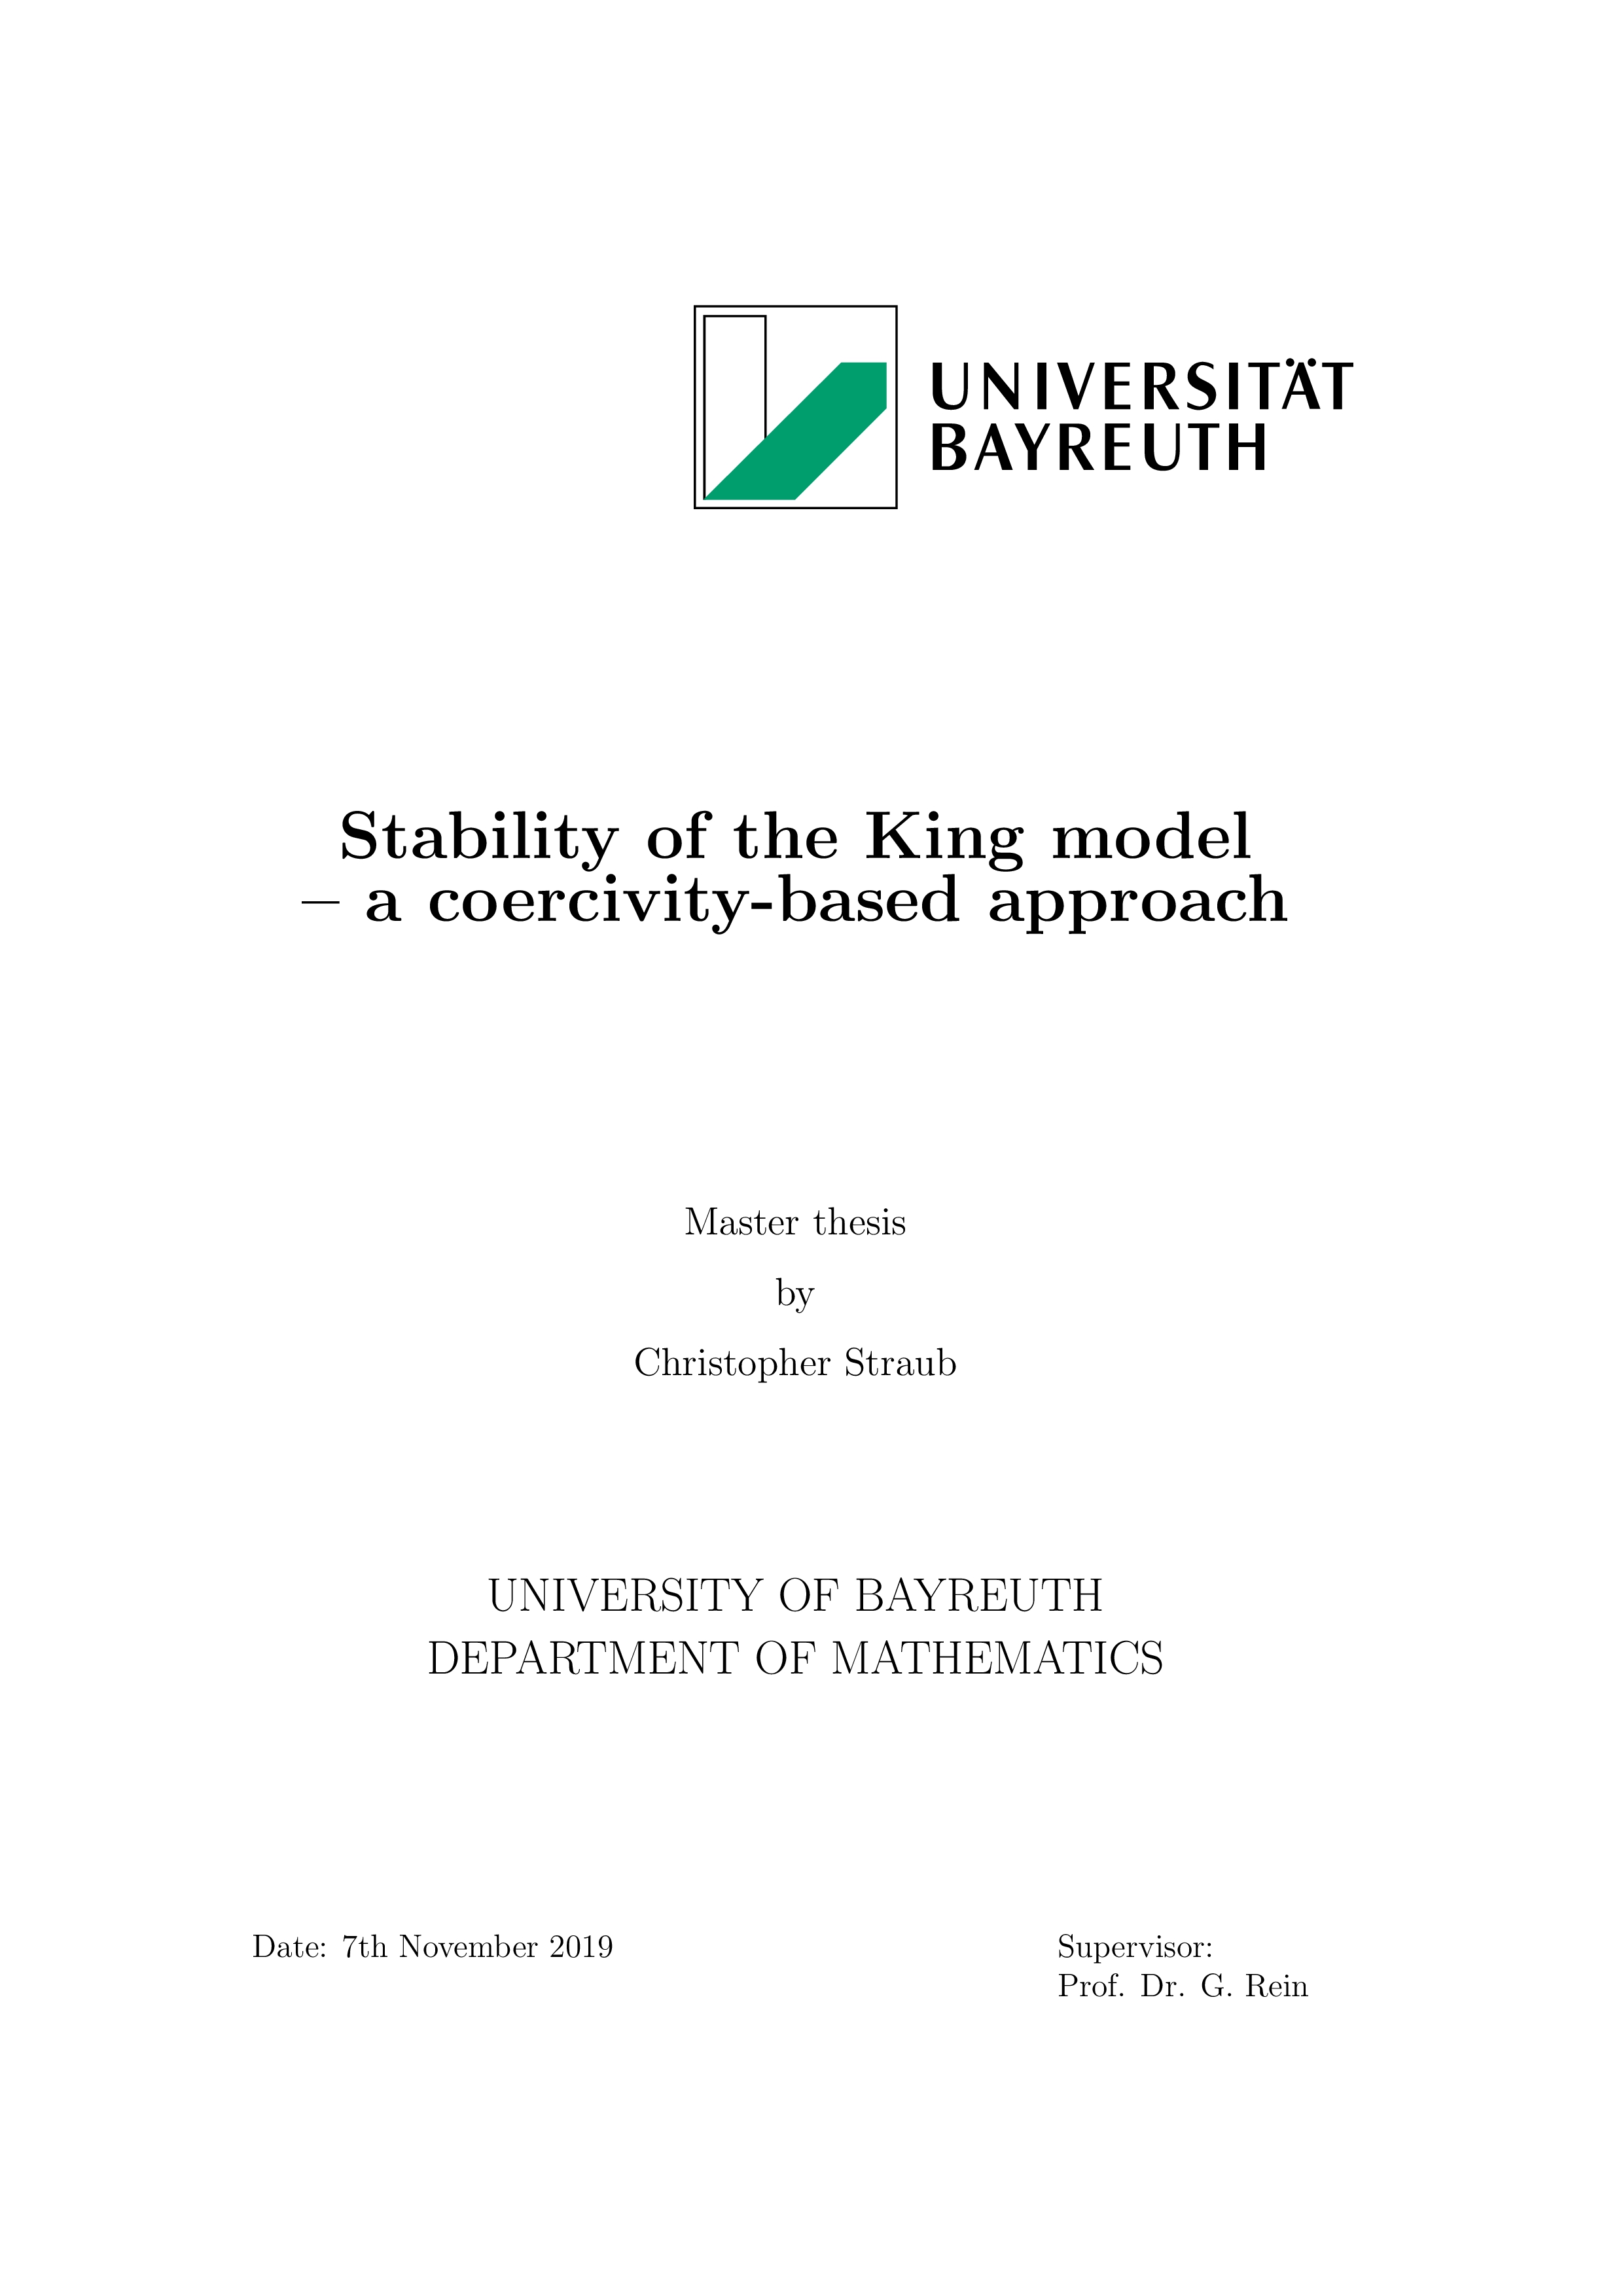 UNIVERSITÄT
BAYREUTH
Stability of the King model
– a coercivity-based approach
Master thesis
by
Christopher Straub
UNIVERSITY OF BAYREUTH
DEPARTMENT OF MATHEMATICS
Date: 7th November 2019
Supervisor:
Prof. Dr. G. Rein